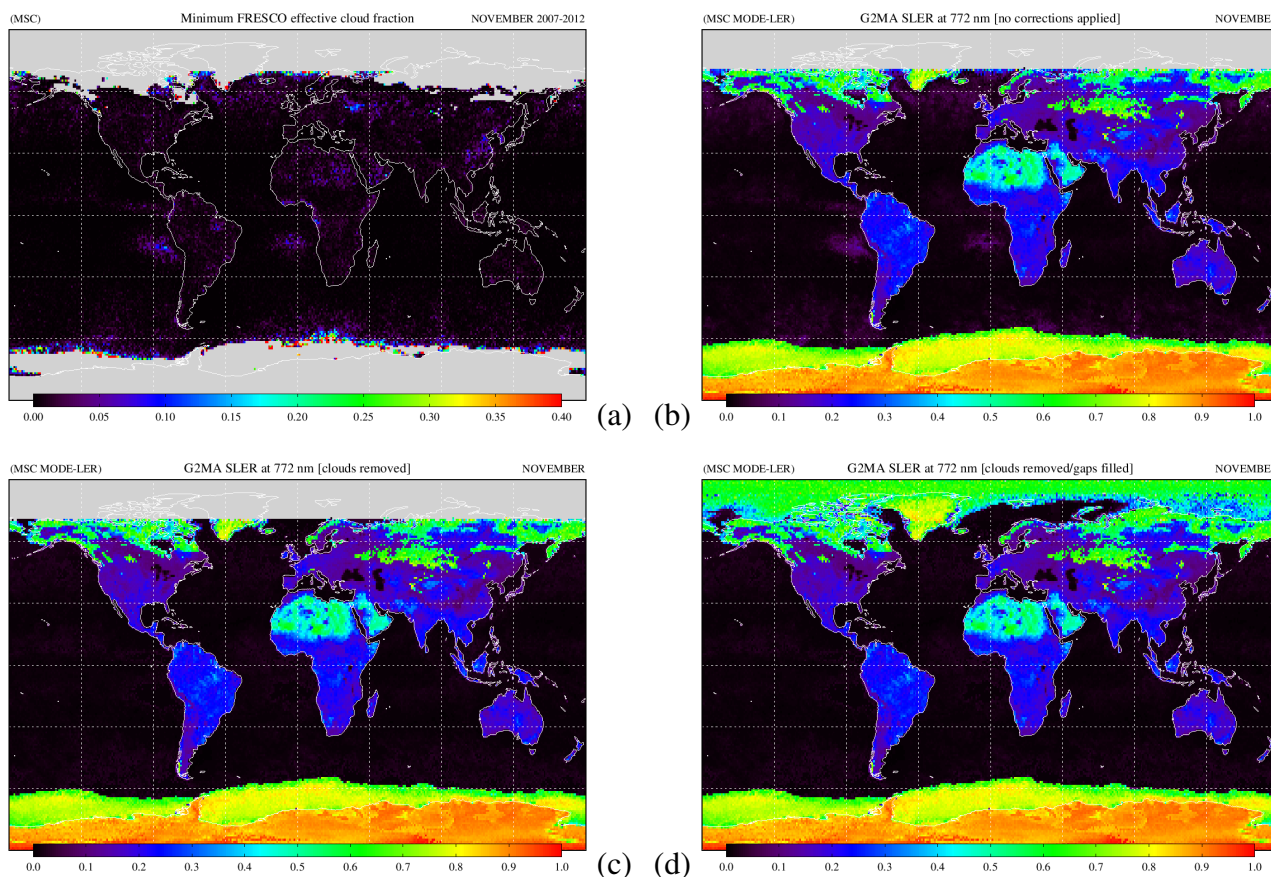 (MSC) Minimum FRESCO effective cloud fraction NOVEMBER 2007-2012
0.00 0.05 0.10 0.15 0.20 0.25 0.30 0.35 0.40
(a)
(MSC MODE-LER) G2MA SLER at 772 nm [no corrections applied] NOVEMBE
0.0 0.1 0.2 0.3 0.4 0.5 0.6 0.7 0.8 0.9 1.0
(b)
(MSC MODE-LER) G2MA SLER at 772 nm [clouds removed] NOVEMBER
0.0 0.1 0.2 0.3 0.4 0.5 0.6 0.7 0.8 0.9 1.0
(c)
(MSC MODE-LER) G2MA SLER at 772 nm [clouds removed/gaps filled] NOVEMBE
0.0 0.1 0.2 0.3 0.4 0.5 0.6 0.7 0.8 0.9 1.0
(d)